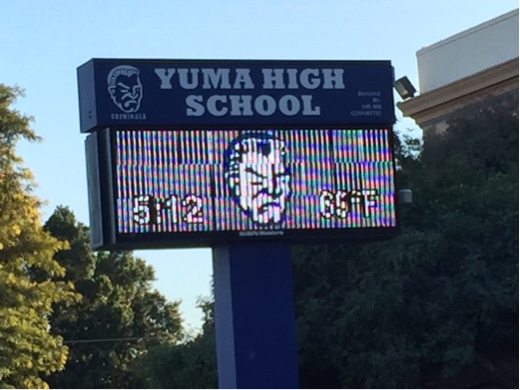 YUMA HIGH
SCHOOL
CRIMINALS
5:12